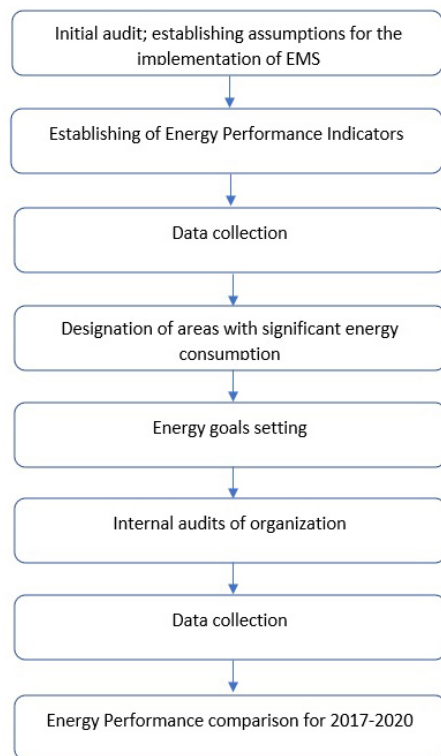 Initial audit; establishing assumptions for the
implementation of EMS
Establishing of Energy Performance Indicators
Data collection
Designation of areas with significant energy
consumption
Energy goals setting
Internal audits of organization
Data collection
Energy Performance comparison for 2017-2020